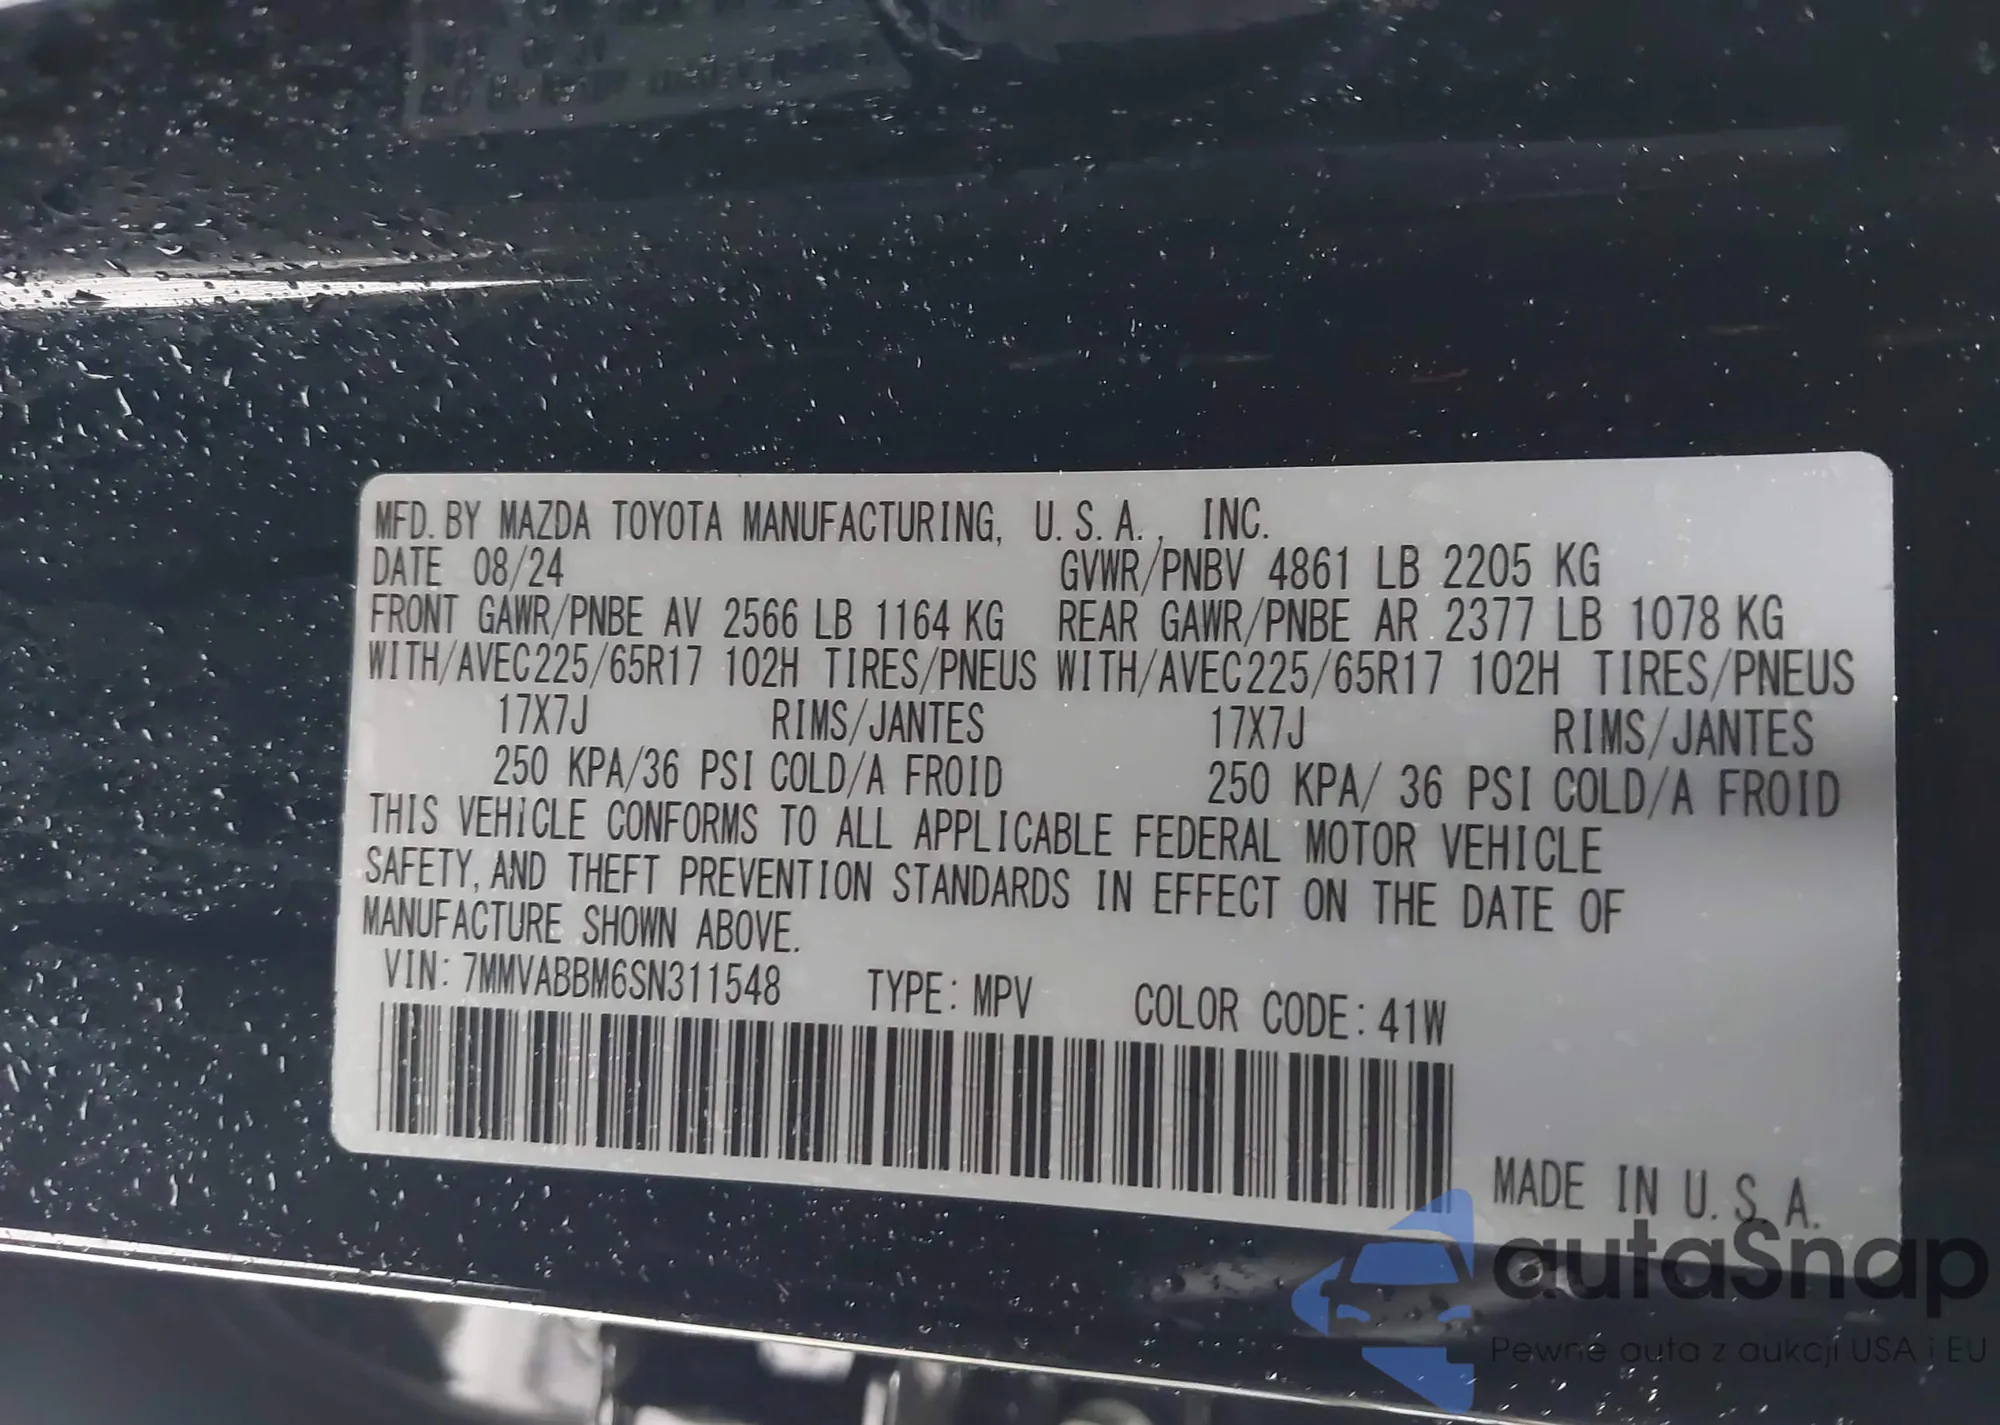 MFD. BY MAZDA TOYOTA MANUFACTURING, U.S.A., INC.
DATE 08/24 GVWR/PNBV 4861 LB 2205 KG
FRONT GAWR/PNBE AV 2566 LB 1164 KG REAR GAWR/PNBE AR 2377 LB 1078 KG
WITH/AVEC225/65R17 102H TIRES/PNEUS WITH/AVEC225/65R17 102H TIRES/PNEUS
17X7J RIMS/JANTES 17X7J RIMS/JANTES
250 KPA/36 PSI COLD/A FROID 250 KPA/ 36 PSI COLD/A FROID
THIS VEHICLE CONFORMS TO ALL APPLICABLE FEDERAL MOTOR VEHICLE
SAFETY, AND THEFT PREVENTION STANDARDS IN EFFECT ON THE DATE OF
MANUFACTURE SHOWN ABOVE.
VIN: 7MMVABBM6SN311548 TYPE: MPV COLOR CODE: 41W
MADE IN U.S.A.
autaSnap
Pewne auta z aukcji USA i EU